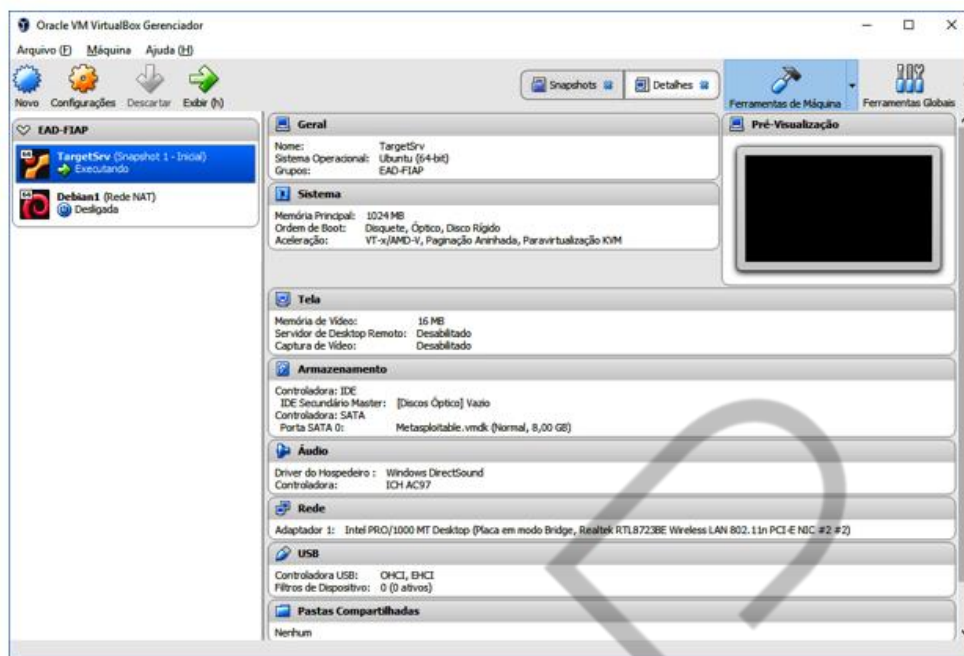 Oracle VM VirtualBox Gerenciador
Arquivo (F) Máquina Ajuda (H)
Novo Configurações Descartar Exibir (h)
Snapshots Detalhes
Ferramentas de Máquina Ferramentas Globais
EAD-FIAP
TargetSrv (Snapshot 1 - Inicial)
Executando
Debian1 (Rede NAT)
Desligada
Geral
Nome: TargetSrv
Sistema Operacional: Ubuntu (64-bit)
Grupos: EAD-FIAP
Pré-Visualização
Sistema
Memória Principal: 1024 MB
Ordem de Boot: Disquete, Óptico, Disco Rígido
Aceleração: VT-x/AMD-V, Paginação Aninhada, Paravirtualização KVM
Tela
Memória de Vídeo: 16 MB
Servidor de Desktop Remoto: Desabilitado
Captura de Vídeo: Desabilitado
Armazenamento
Controladora: IDE
IDE Secundário Master: [Discos Óptico] Vazio
Controladora: SATA
Porta SATA 0: Metasploitable.vmdk (Normal, 8,00 GB)
Áudio
Driver do Hospedeiro : Windows DirectSound
Controladora: ICH AC97
Rede
Adaptador 1: Intel PRO/1000 MT Desktop (Placa em modo Bridge, Realtek RTL8723BE Wireless LAN 802.11n PCI-E NIC #2 #2)
USB
Controladora USB: OHCI, EHCI
Filtros de Dispositivo: 0 (0 ativos)
Pastas Compartilhadas
Nenhum